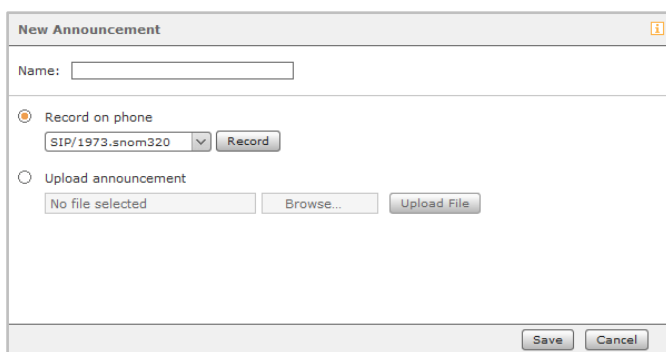 New Announcement
Name:
Record on phone
SIP/1973.snom320 Record
Upload announcement
No file selected Browse... Upload File
Save Cancel